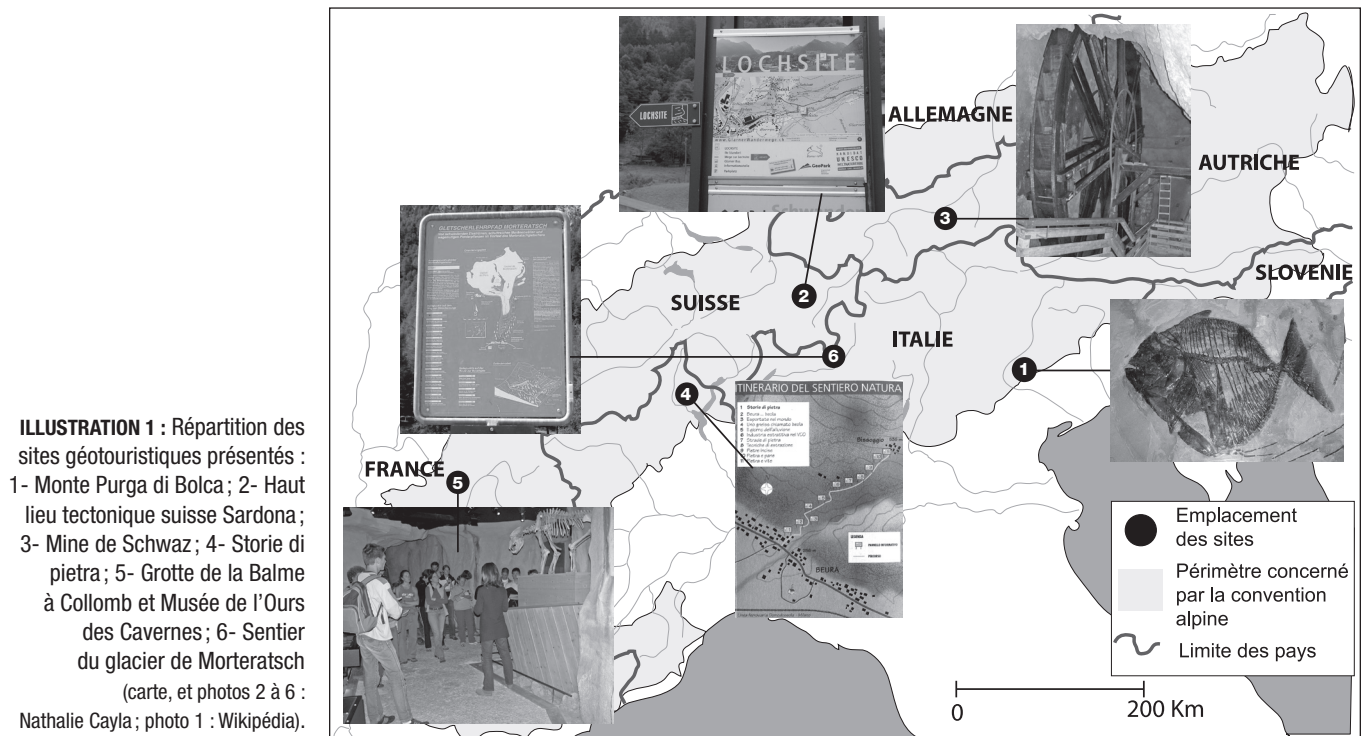 ILLUSTRATION 1 : Répartition des
sites géotouristiques présentés :
1- Monte Purga di Bolca ; 2- Haut
lieu tectonique suisse Sardona ;
3- Mine de Schwaz ; 4- Storie di
pietra ; 5- Grotte de la Balme
à Collomb et Musée de l'Ours
des Cavernes ; 6- Sentier
du glacier de Morteratsch
(carte, et photos 2 à 6 :
Nathalie Cayla ; photo 1 : Wikipédia).
LOCHSITE
LOCHSITE
GeoPark
UNESCO
ALLEMAGNE
AUTRICHE
3
GLETSCHERLEHRPFAD MORTERATSCH
SLOVENIE
SUISSE
2
ITALIE
6
1
4
ITINERARIO DEL SENTIERO NATURA
1 Storie di pietra
BEURA
FRANCE
5
Emplacement
des sites
Périmètre concerné
par la convention
alpine
Limite des pays
0
200 Km